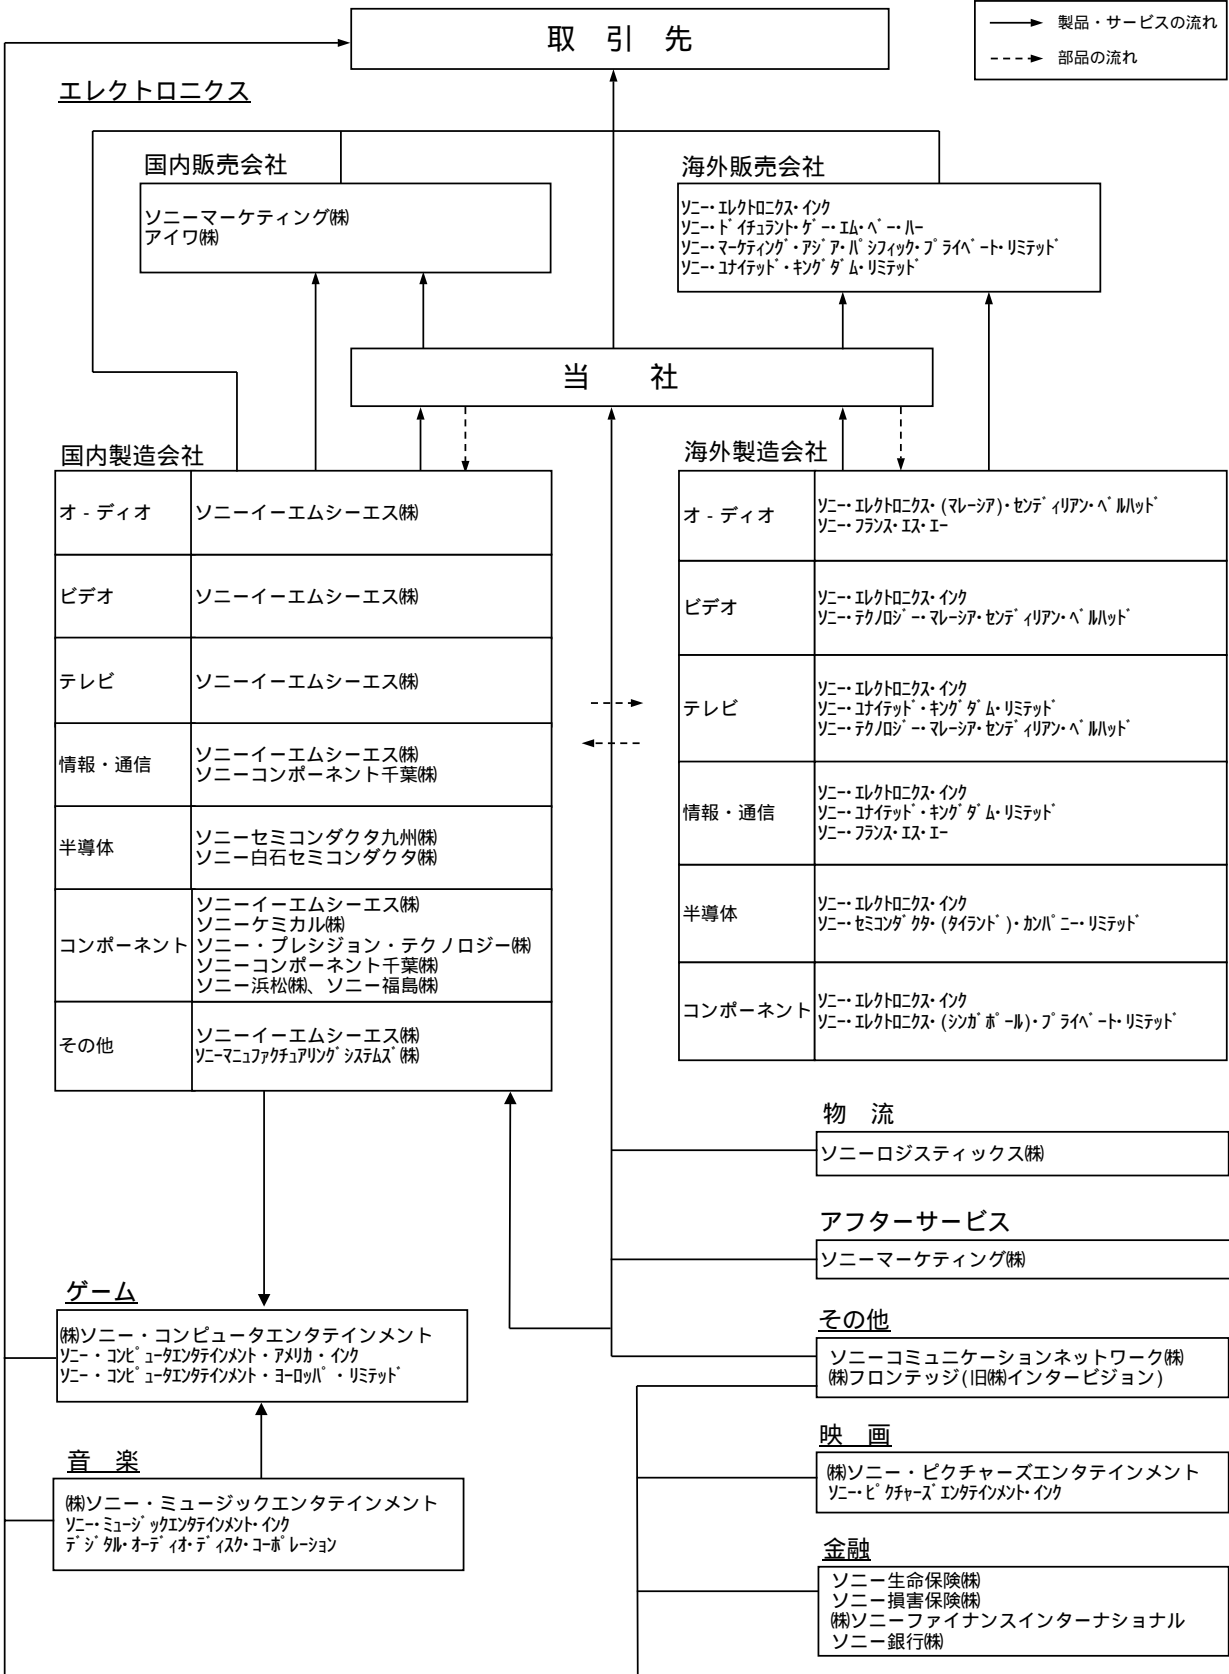 取 引 先
製品・サービスの流れ
部品の流れ
エレクトロニクス
国内販売会社
ソニーマーケティング㈱
アイワ㈱
海外販売会社
ソニー・エレクトロニクス・インク
ソニー・ドイチュラント・ゲー・エム・ベー・ハー
ソニー・マーケティング・アジア・パシフィック・プライベート・リミテッド
ソニー・ユナイテッド・キングダム・リミテッド
当 社
国内製造会社
オ-ディオ
ソニーイーエムシーエス㈱
ビデオ
ソニーイーエムシーエス㈱
テレビ
ソニーイーエムシーエス㈱
情報・通信
ソニーイーエムシーエス㈱
ソニーコンポーネント千葉㈱
半導体
ソニーセミコンダクタ九州㈱
ソニー白石セミコンダクタ㈱
コンポーネント
ソニーイーエムシーエス㈱
ソニーケミカル㈱
ソニー・プレシジョン・テクノロジー㈱
ソニーコンポーネント千葉㈱
ソニー浜松㈱、ソニー福島㈱
その他
ソニーイーエムシーエス㈱
ソニーマニュファクチュアリングシステムズ㈱
海外製造会社
オ-ディオ
ソニー・エレクトロニクス・(マレーシア)・センディリアン・ベルハッド
ソニー・フランス・エス・エー
ビデオ
ソニー・エレクトロニクス・インク
ソニー・テクノロジー・マレーシア・センディリアン・ベルハッド
テレビ
ソニー・エレクトロニクス・インク
ソニー・ユナイテッド・キングダム・リミテッド
ソニー・テクノロジー・マレーシア・センディリアン・ベルハッド
情報・通信
ソニー・エレクトロニクス・インク
ソニー・ユナイテッド・キングダム・リミテッド
ソニー・フランス・エス・エー
半導体
ソニー・エレクトロニクス・インク
ソニー・セミコンダクタ・(タイランド)・カンパニー・リミテッド
コンポーネント
ソニー・エレクトロニクス・インク
ソニー・エレクトロニクス・(シンガポール)・プライベート・リミテッド
物 流
ソニーロジスティックス㈱
アフターサービス
ソニーマーケティング㈱
ゲーム
㈱ソニー・コンピュータエンタテインメント
ソニー・コンピュータエンタテインメント・アメリカ・インク
ソニー・コンピュータエンタテインメント・ヨーロッパ・リミテッド
その他
ソニーコミュニケーションネットワーク㈱
㈱フロンテッジ(旧㈱インタービジョン)
音 楽
㈱ソニー・ミュージックエンタテインメント
ソニー・ミュージックエンタテインメント・インク
デジタル・オーディオ・ディスク・コーポレーション
映 画
㈱ソニー・ピクチャーズエンタテインメント
ソニー・ピクチャーズエンタテインメント・インク
金融
ソニー生命保険㈱
ソニー損害保険㈱
㈱ソニーファイナンスインターナショナル
ソニー銀行㈱